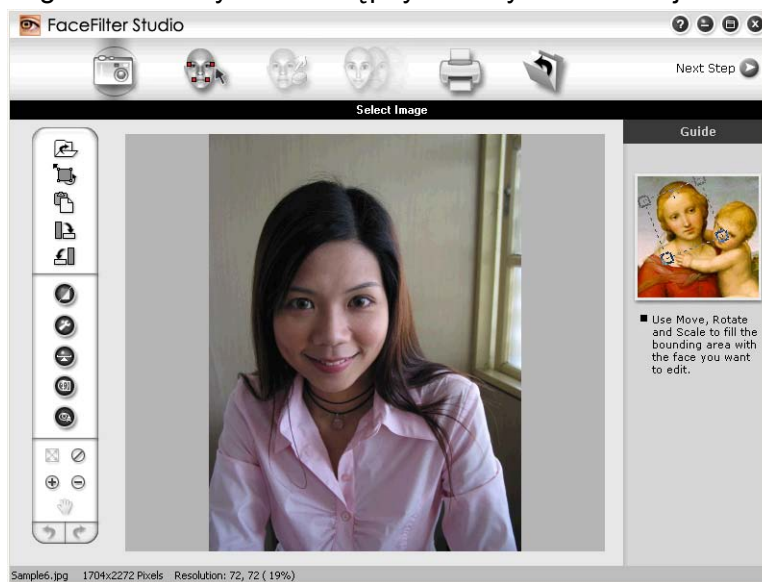 FaceFilter Studio
Next Step
Select Image
Guide
Use Move, Rotate
and Scale to fill the
bounding area with
the face you want
to edit.
Sample6.jpg 1704x2272 Pixels Resolution: 72, 72 ( 19%)